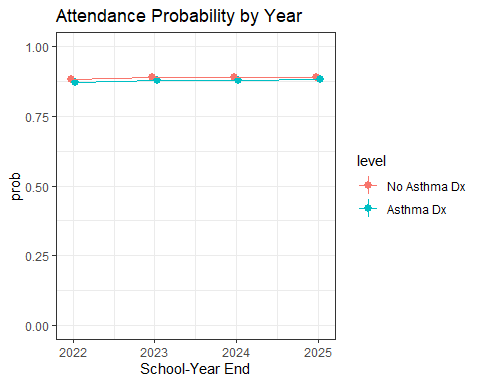 Attendance Probability by Year
1.00
0.75
0.50
0.25
0.00
prob
2022 2023 2024 2025
School-Year End
level
No Asthma Dx
Asthma Dx